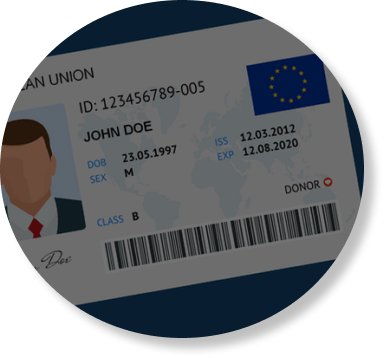 AN UNION
ID: 123456789-005
JOHN DOE
DOB 23.05.1997 ISS 12.03.2012
SEX M EXP 12.08.2020
DONOR
CLASS B
Doe